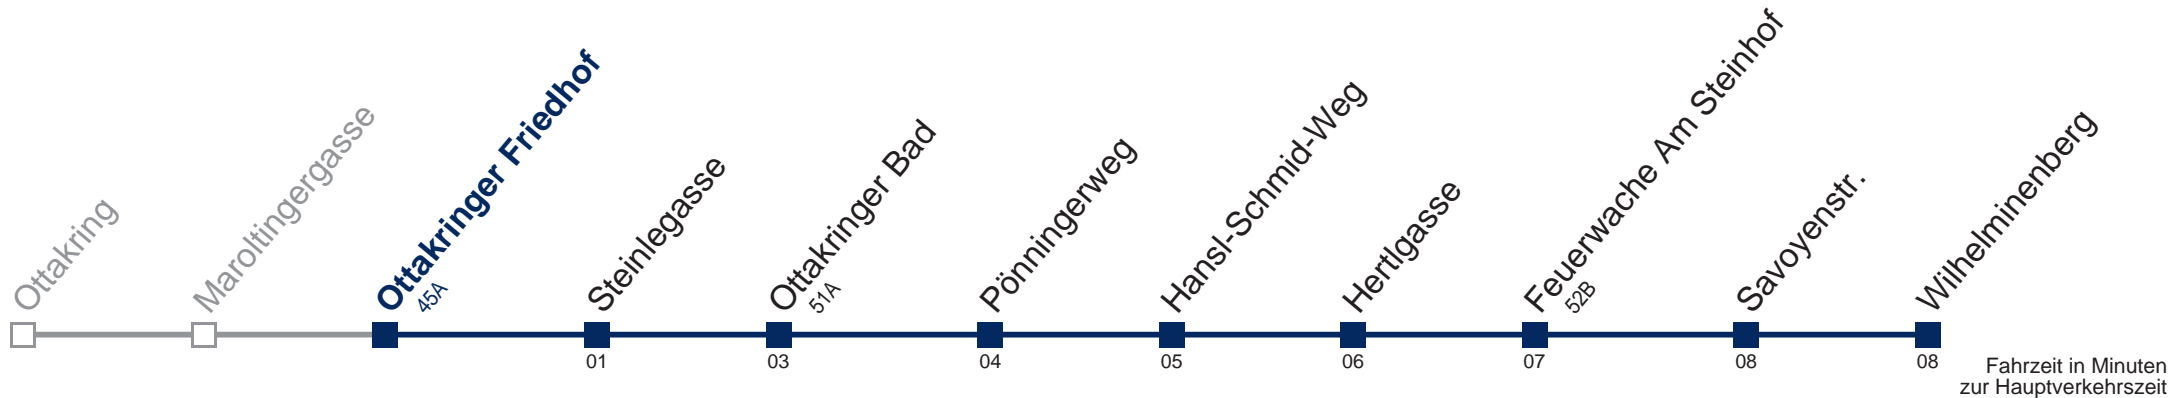 Ottakring
Maroltingergasse
Ottakringer Friedhof
45A
Steinlegasse
Ottakringer Bad
51A
Pönningerweg
Hansl-Schmid-Weg
Hertlgasse
Feuerwache Am Steinhof
52B
Savoyenstr.
Wilhelminenberg
01 03 04 05 06 07 08 08
Fahrzeit in Minuten
zur Hauptverkehrszeit